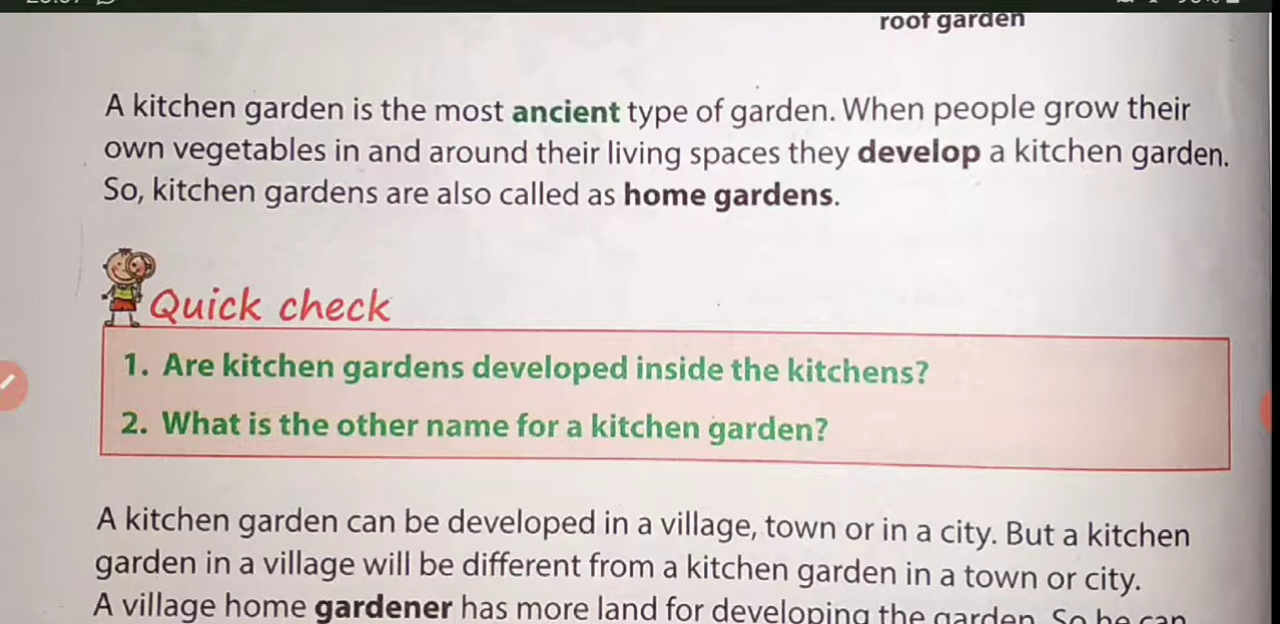 roof garden
A kitchen garden is the most ancient type of garden. When people grow their
own vegetables in and around their living spaces they develop a kitchen garden.
So, kitchen gardens are also called as home gardens.
Quick check
1. Are kitchen gardens developed inside the kitchens?
2. What is the other name for a kitchen garden?
A kitchen garden can be developed in a village, town or in a city. But a kitchen
garden in a village will be different from a kitchen garden in a town or city.
A village home gardener has more land for developing the garden. So he can